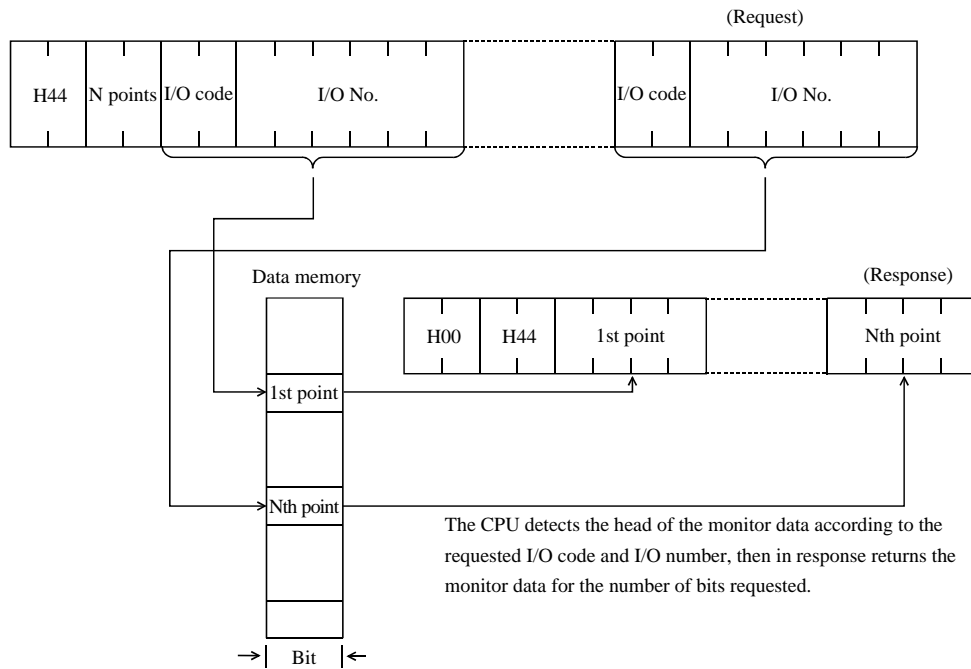 (Request)
H44 N points I/O code I/O No. I/O code I/O No.
Data memory
(Response)
H00 H44 1st point Nth point
1st point
Nth point
The CPU detects the head of the monitor data according to the
requested I/O code and I/O number, then in response returns the
monitor data for the number of bits requested.
Bit